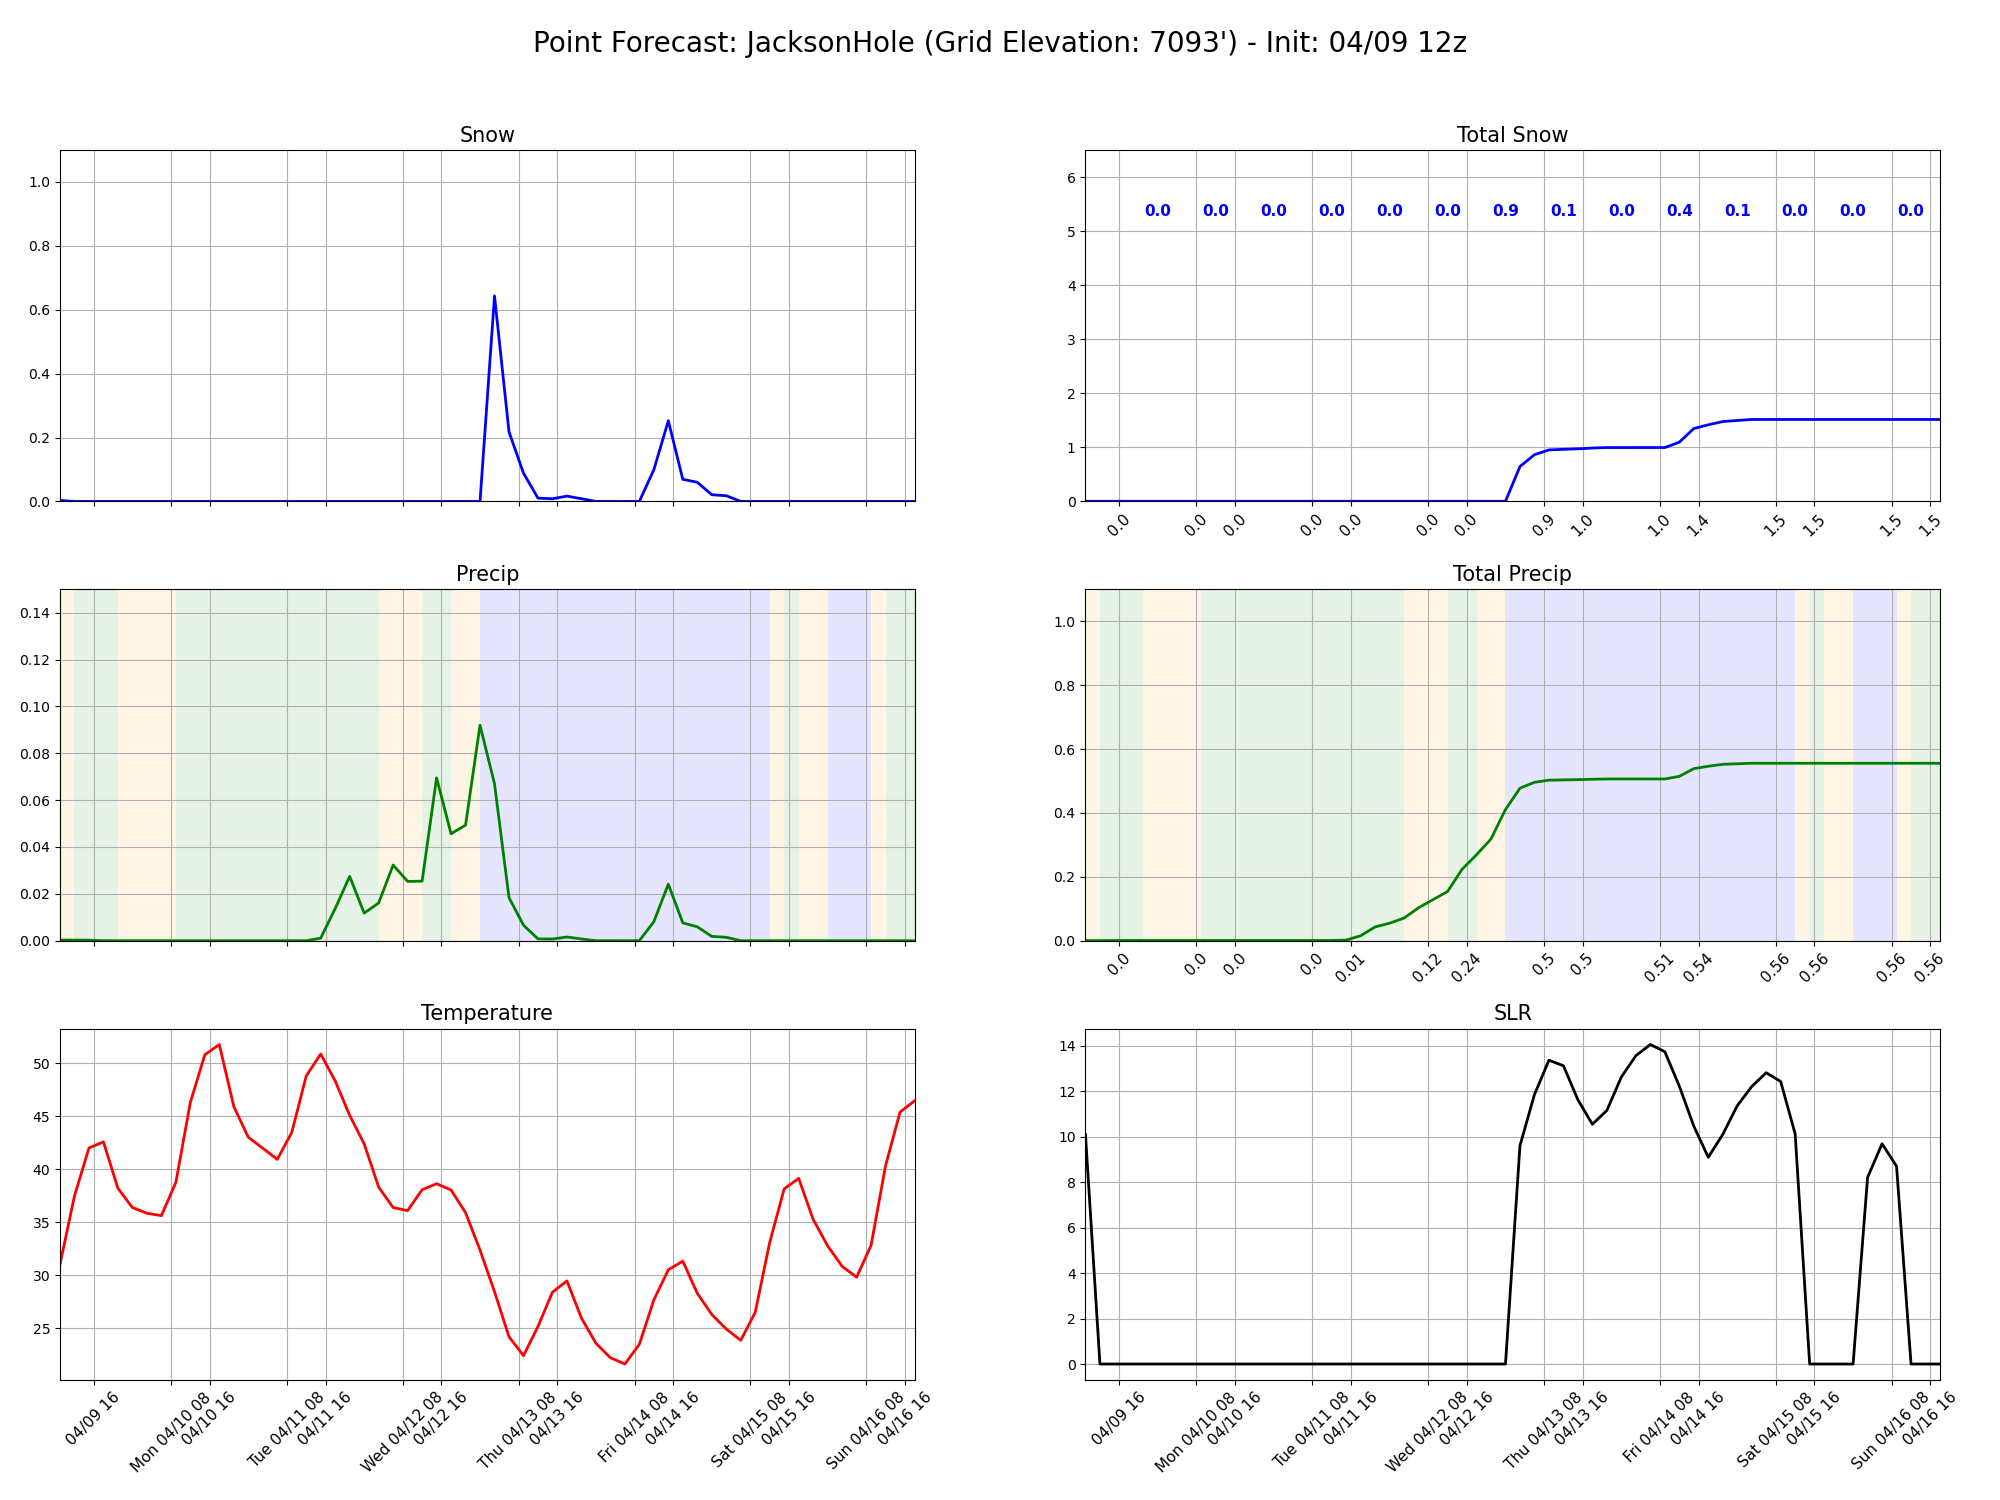 Point Forecast: JacksonHole (Grid Elevation: 7093') - Init: 04/09 12z
Snow
1.0
0.8
0.6
0.4
0.2
0.0
Total Snow
6
5
4
3
2
1
0
0.0 0.0 0.0 0.0 0.0 0.0 0.9 0.1 0.0 0.4 0.1 0.0 0.0 0.0
0.0 0.0 0.0 0.0 0.0 0.0 0.0 0.9 1.0 1.0 1.4 1.5 1.5 1.5 1.5
Precip
0.14
0.12
0.10
0.08
0.06
0.04
0.02
0.00
Total Precip
1.0
0.8
0.6
0.4
0.2
0.0
0.0 0.0 0.0 0.0 0.01 0.12 0.24 0.5 0.5 0.51 0.54 0.56 0.56 0.56 0.56
Temperature
50
45
40
35
30
25
04/09 16
Mon 04/10 08
04/10 16
Tue 04/11 08
04/11 16
Wed 04/12 08
04/12 16
Thu 04/13 08
04/13 16
Fri 04/14 08
04/14 16
Sat 04/15 08
04/15 16
Sun 04/16 08
04/16 16
SLR
14
12
10
8
6
4
2
0
04/09 16
Mon 04/10 08
04/10 16
Tue 04/11 08
04/11 16
Wed 04/12 08
04/12 16
Thu 04/13 08
04/13 16
Fri 04/14 08
04/14 16
Sat 04/15 08
04/15 16
Sun 04/16 08
04/16 16